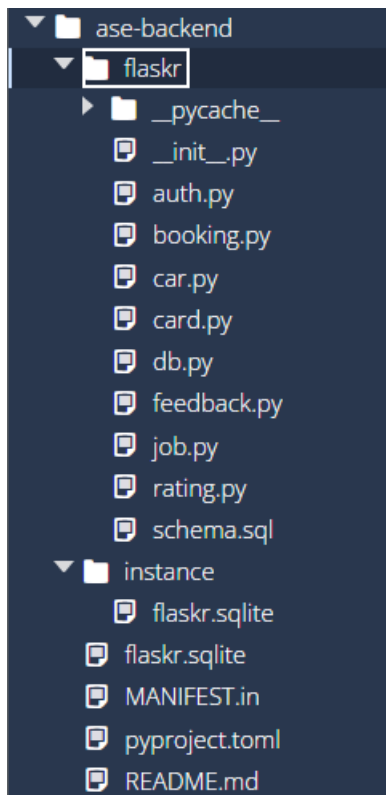 ase-backend
flaskr
__pycache__
__init__.py
auth.py
booking.py
car.py
card.py
db.py
feedback.py
job.py
rating.py
schema.sql
instance
flaskr.sqlite
flaskr.sqlite
MANIFEST.in
pyproject.toml
README.md